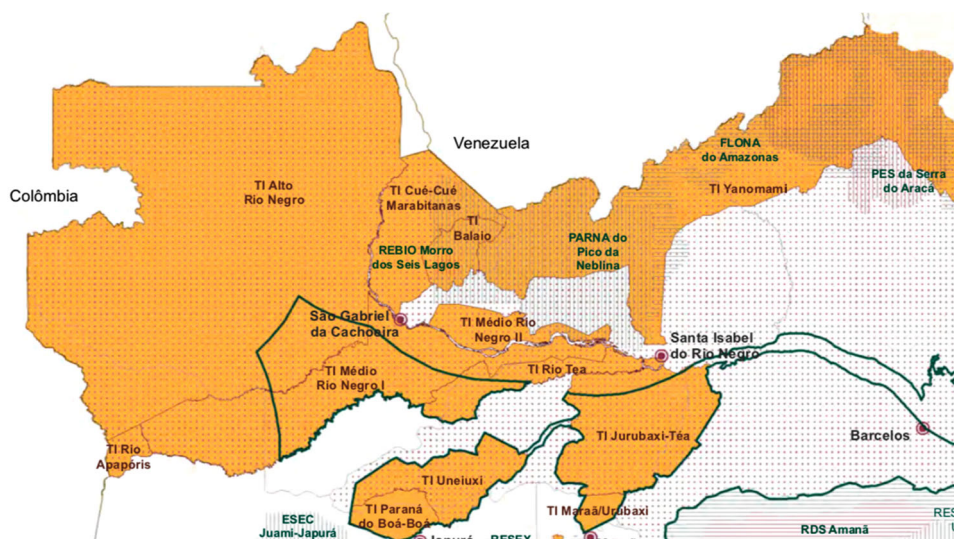 Venezuela
Colômbia
FLONA
do Amazonas
PES da Serra
do Aracá
TI Alto
Rio Negro
TI Cué-Cué
Marabitanas
TI Yanomami
TI
Balaio
REBIO Morro
dos Seis Lagos
PARNA do
Pico da
Neblina
São Gabriel
da Cachoeira
TI Médio Rio
Negro II
Santa Isabel
do Rio Negro
TI Médio
Rio Negro I
TI Rio Tea
TI Rio
Apapóris
TI Jurubaxi-Téa
Barcelos
TI Uneiuxi
TI Paraná
do Boá-Boá
TI Maraã/Urubaxi
ESEC
Juami-Japurá
RDS Amanã